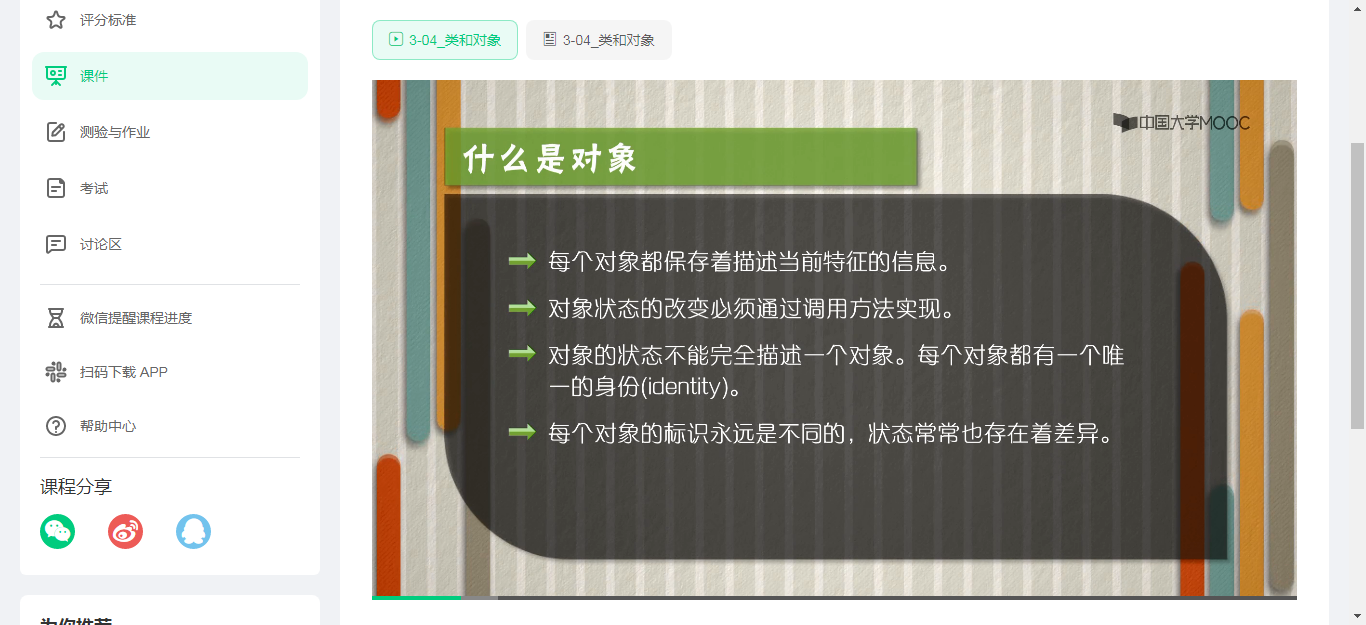 评分标准
课件
测验与作业
考试
讨论区
微信提醒课程进度
扫码下载 APP
帮助中心
课程分享
为你推荐
3-04_类和对象
3-04_类和对象
中国大学MOOC
什么是对象
每个对象都保存着描述当前特征的信息。
对象状态的改变必须通过调用方法实现。
对象的状态不能完全描述一个对象。每个对象都有一个唯
一的身份(identity)。
每个对象的标识永远是不同的，状态常常也存在着差异。